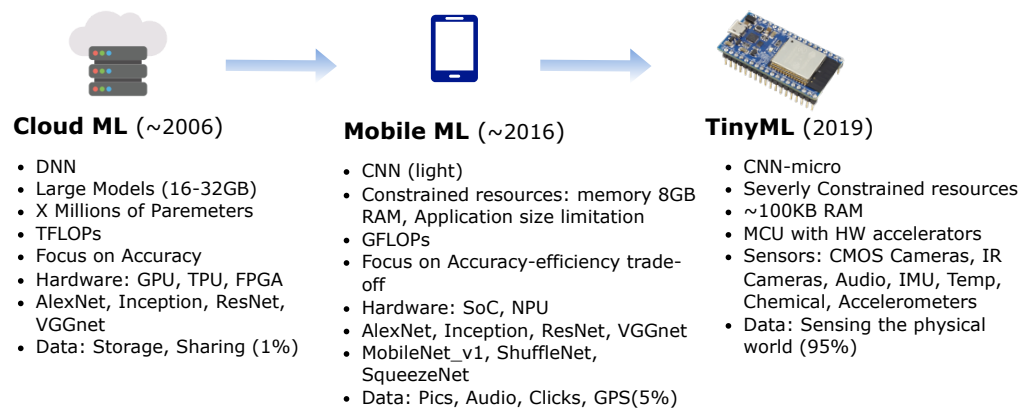 Cloud ML (~2006)
• DNN
• Large Models (16-32GB)
• X Millions of Paremeters
• TFLOPs
• Focus on Accuracy
• Hardware: GPU, TPU, FPGA
• AlexNet, Inception, ResNet,
VGGnet
• Data: Storage, Sharing (1%)
Mobile ML (~2016)
• CNN (light)
• Constrained resources: memory 8GB
RAM, Application size limitation
• GFLOPs
• Focus on Accuracy-efficiency trade-
off
• Hardware: SoC, NPU
• AlexNet, Inception, ResNet, VGGnet
• MobileNet_v1, ShuffleNet,
SqueezeNet
• Data: Pics, Audio, Clicks, GPS(5%)
TinyML (2019)
• CNN-micro
• Severly Constrained resources
• ~100KB RAM
• MCU with HW accelerators
• Sensors: CMOS Cameras, IR
Cameras, Audio, IMU, Temp,
Chemical, Accelerometers
• Data: Sensing the physical
world (95%)